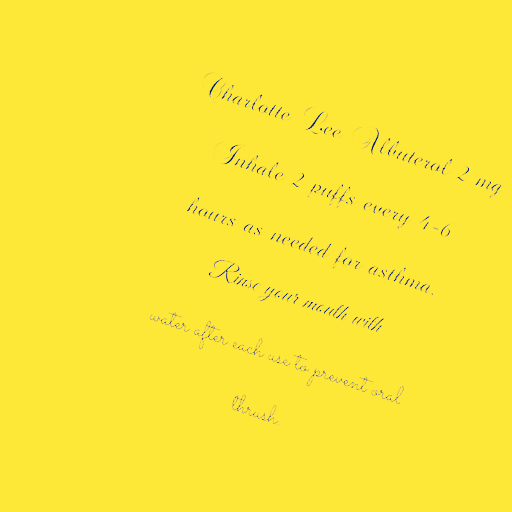 Charlotte Lee Albuterol 2 mg
Inhale 2 puffs every 4-6
hours as needed for asthma.
Rinse your mouth with
water after each use to prevent oral
thrush